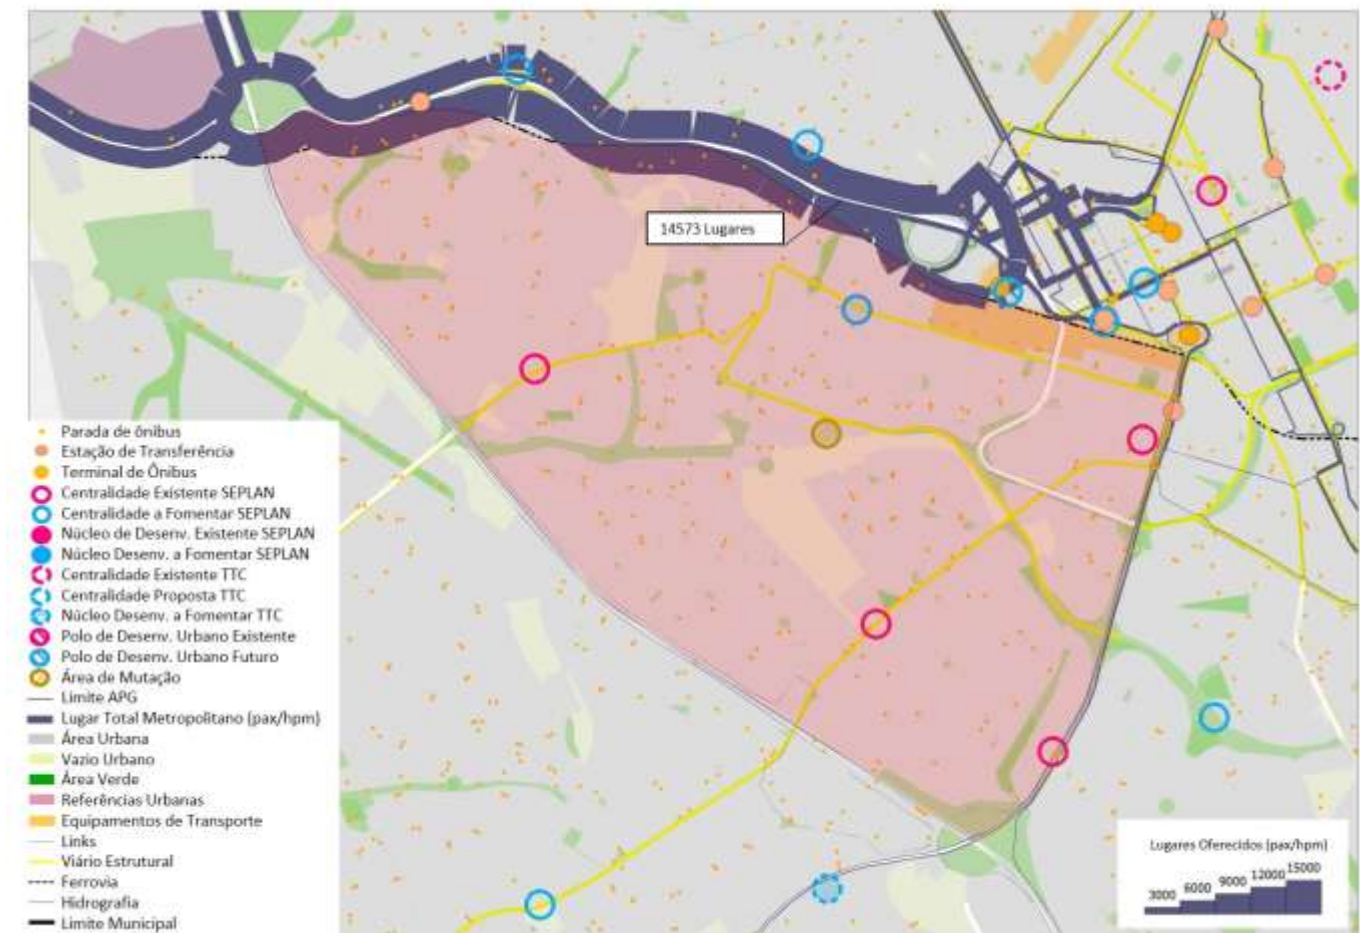 14573 Lugares
Parada de ônibus
Estação de Transferência
Terminal de Ônibus
Centralidade Existente SEPLAN
Centralidade a Fomentar SEPLAN
Núcleo de Desenv. Existente SEPLAN
Núcleo Desenv. a Fomentar SEPLAN
Centralidade Existente TTC
Centralidade Proposta TTC
Núcleo Desenv. a Fomentar TTC
Polo de Desenv. Urbano Existente
Polo de Desenv. Urbano Futuro
Área de Mutação
Limite APG
Lugar Total Metropolitano (pax/hpm)
Área Urbana
Vazio Urbano
Área Verde
Referências Urbanas
Equipamentos de Transporte
Links
Viário Estrutural
Ferrovia
Hidrografia
Limite Municipal
Lugares Oferecidos (pax/hpm)
3000 6000 9000 12000 15000